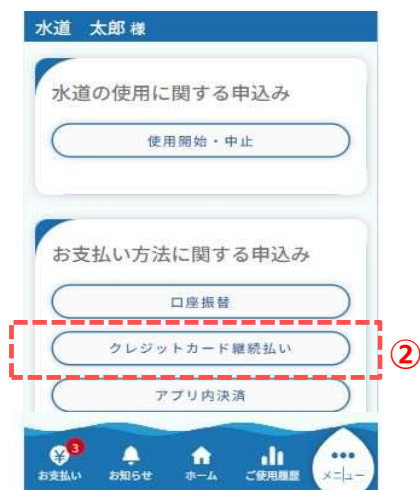 水道 太郎 様
水道の使用に関する申込み
使用開始・中止
お支払い方法に関する申込み
口座振替
クレジットカード継続払い
②
アプリ内決済
¥ 3
お支払い お知らせ ホーム ご使用履歴 メニュー